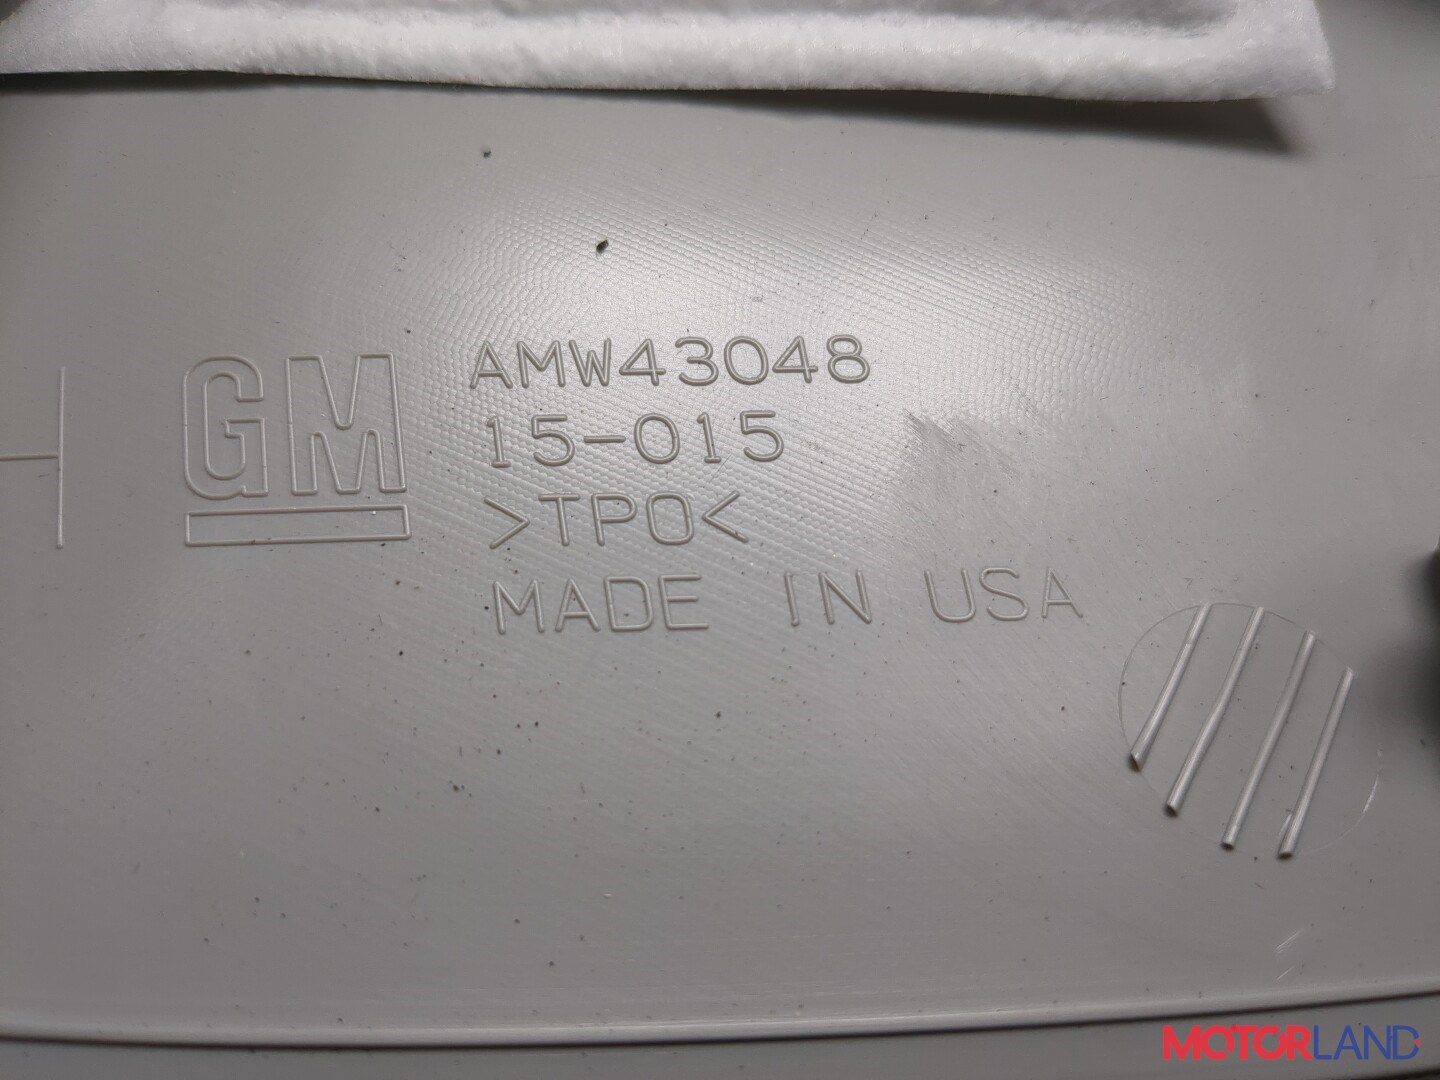 GM
AMW43048
15-015
>TPO<
MADE IN USA
MOTORLAND